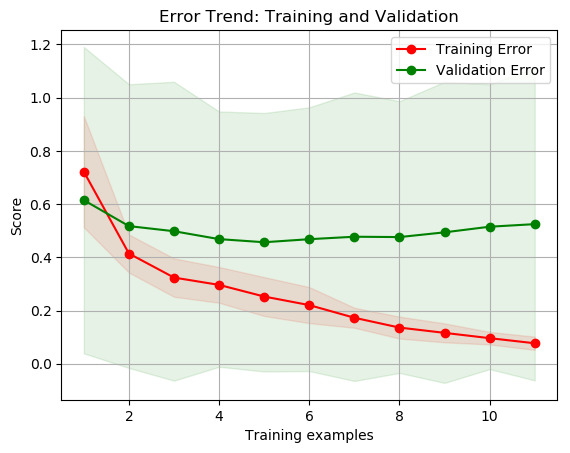 Error Trend: Training and Validation
Training Error
Validation Error
Score
1.2
1.0
0.8
0.6
0.4
0.2
0.0
2
4
6
8
10
Training examples